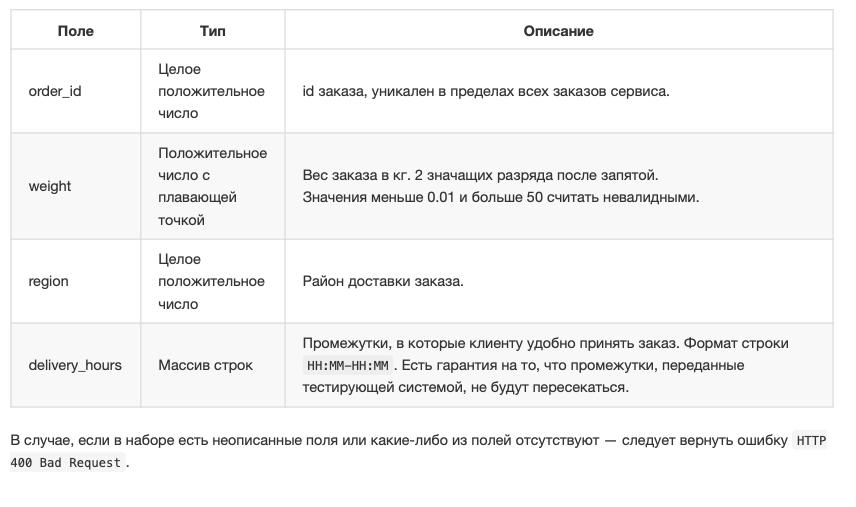 Поле Тип Описание
order_id
Целое
положительное
число
id заказа, уникален в пределах всех заказов сервиса.
weight
Положительное
число с
плавающей
точкой
Вес заказа в кг. 2 значащих разряда после запятой.
Значения меньше 0.01 и больше 50 считать невалидными.
region
Целое
положительное
число
Район доставки заказа.
delivery_hours
Массив строк
Промежутки, в которые клиенту удобно принять заказ. Формат строки
HH:MM-HH:MM . Есть гарантия на то, что промежутки, переданные
тестирующей системой, не будут пересекаться.
В случае, если в наборе есть неописанные поля или какие-либо из полей отсутствуют — следует вернуть ошибку HTTP
400 Bad Request .